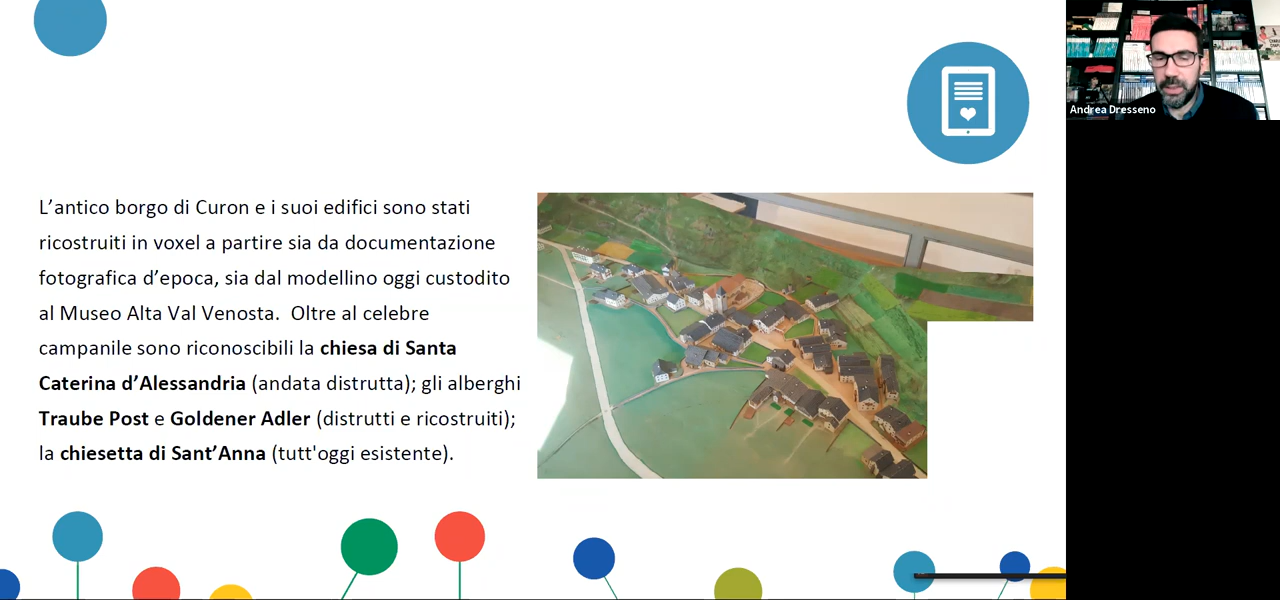 L’antico borgo di Curon e i suoi edifici sono stati
ricostruiti in voxel a partire sia da documentazione
fotografica d’epoca, sia dal modellino oggi custodito
al Museo Alta Val Venosta.  Oltre al celebre
campanile sono riconoscibili la chiesa di Santa
Caterina d’Alessandria (andata distrutta); gli alberghi
Traube Post e Goldener Adler (distrutti e ricostruiti);
la chiesetta di Sant’Anna (tutt'oggi esistente).
Andrea Dresseno